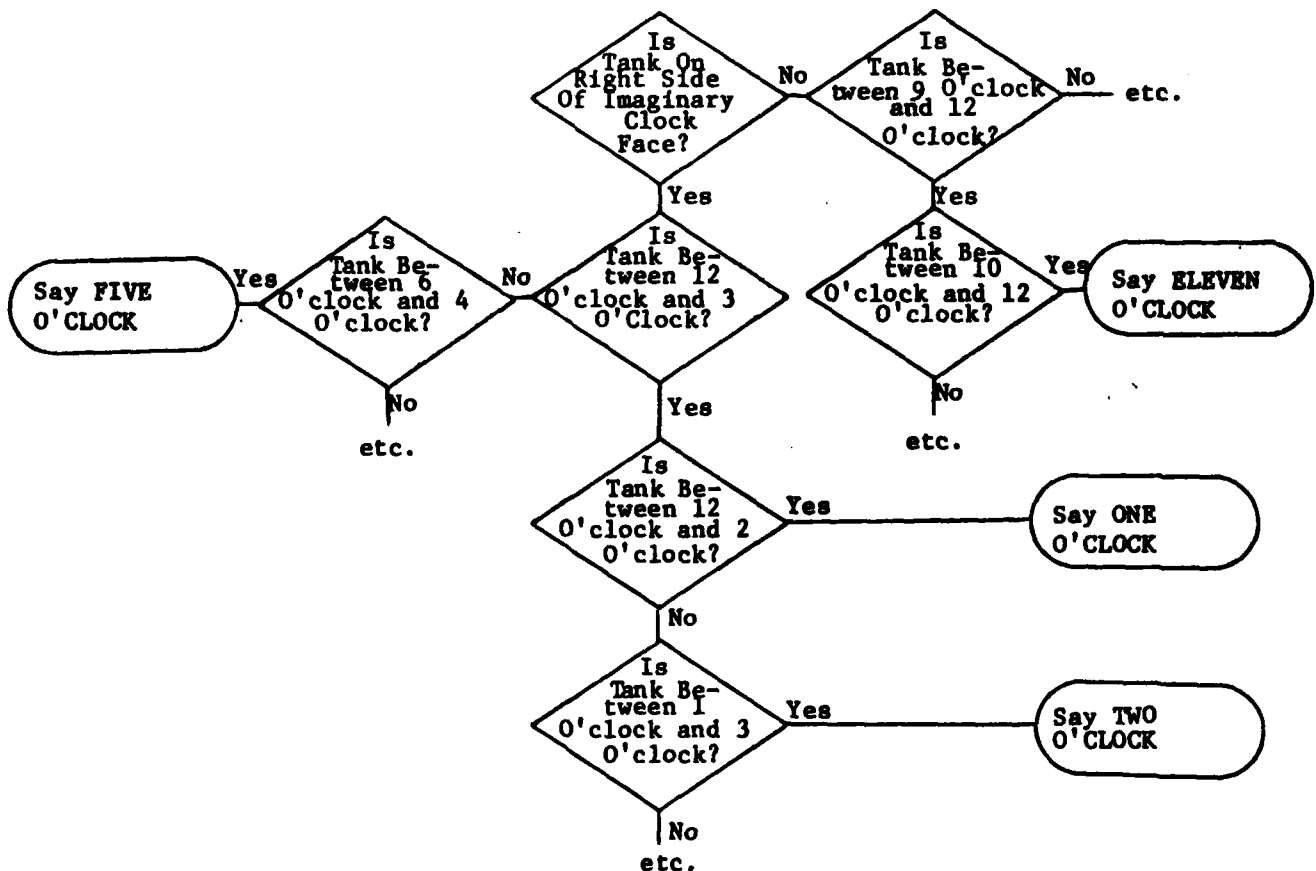 Is
Tank On
Right Side
Of Imaginary
Clock
Face?
No
Is
Tank Be-
tween 9 O'clock
and 12
O'clock?
No
etc.
Yes
Yes
Say FIVE
O'CLOCK
Yes
Is
Tank Be-
tween 6
O'clock and 4
O'clock?
No
Is
Tank Be-
tween 12
O'clock and 3
O'Clock?
Is
Tank Be-
tween 10
O'clock and 12
O'clock?
Yes
Say ELEVEN
O'CLOCK
No
etc.
Yes
No
etc.
Is
Tank Be-
tween 12
O'clock and 2
O'clock?
Yes
Say ONE
O'CLOCK
No
Is
Tank Be-
tween 1
O'clock and 3
O'clock?
Yes
Say TWO
O'CLOCK
No
etc.